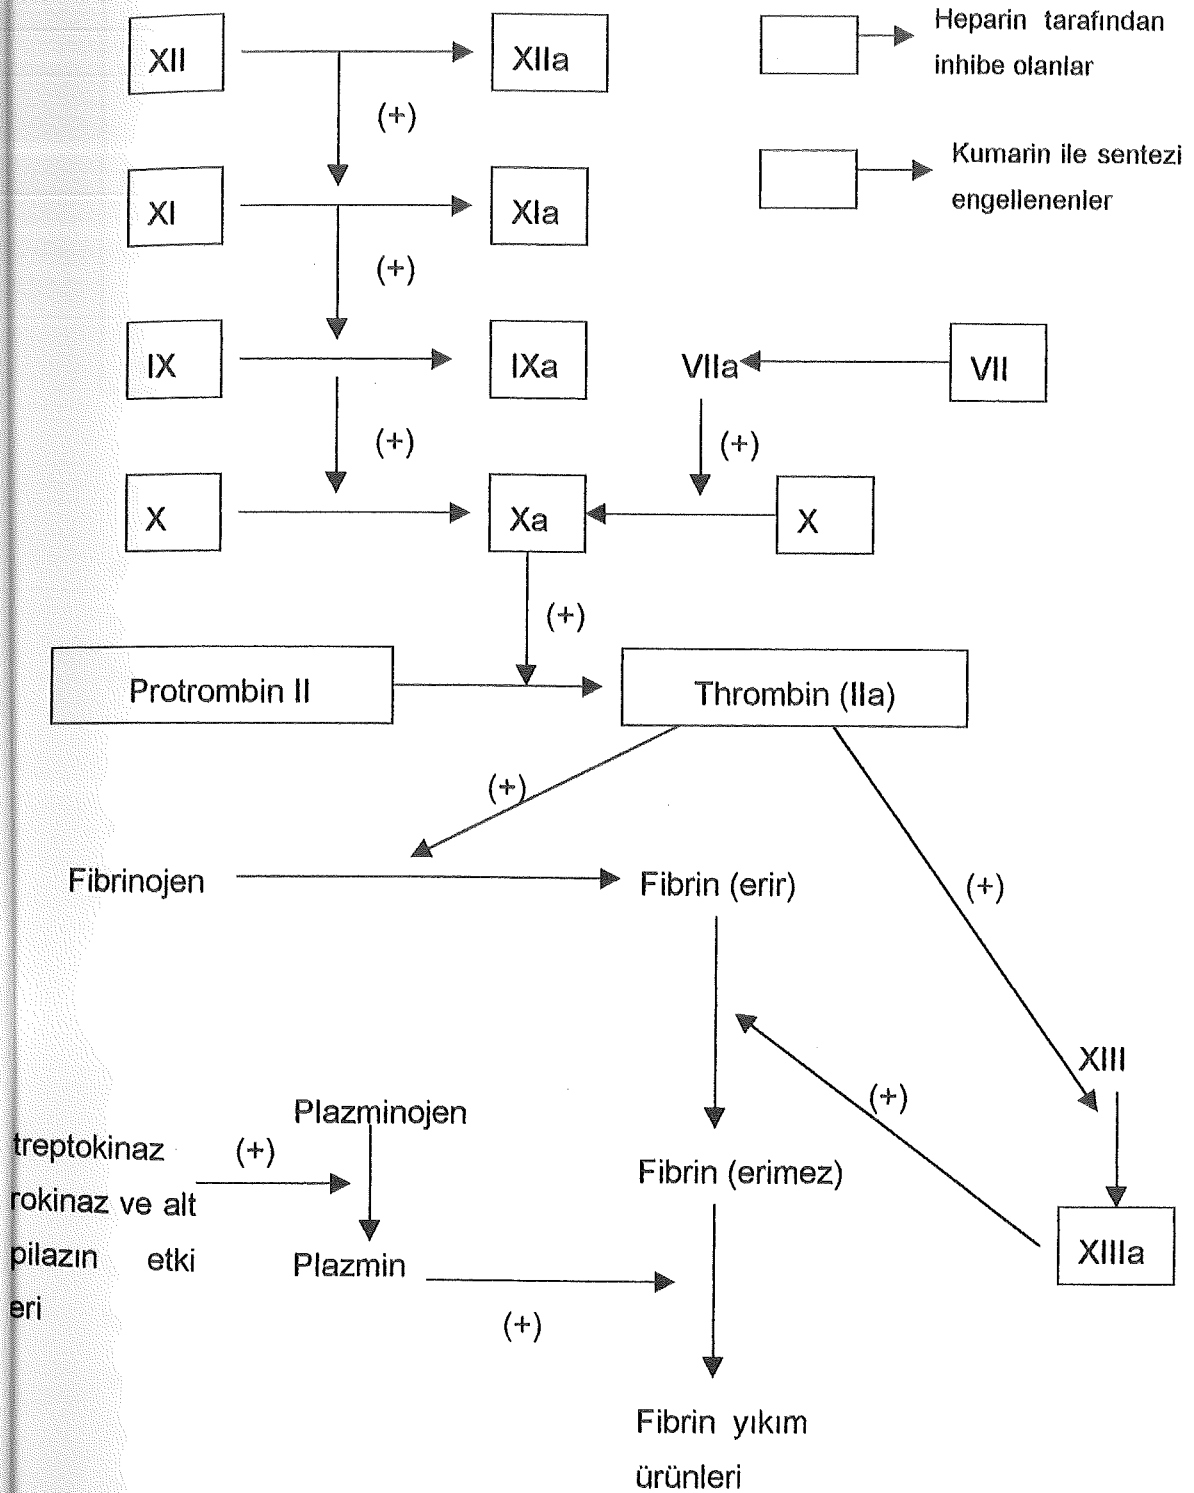 XII
XIIa
(+)
Heparin tarafından
inhibe olanlar
Kumarin ile sentezi
engellenenler
XI
XIa
(+)
IX
IXa
VIIa
VII
(+)
(+)
X
Xa
X
(+)
Protrombin II
Thrombin (IIa)
(+)
Fibrinojen
Fibrin (erir)
(+)
XIII
(+)
Plazminojen
treptokinaz
rokinaz ve alt
pilazın etki
eri
(+)
Plazmin
Fibrin (erimez)
XIIIa
(+)
Fibrin yıkım
ürünleri